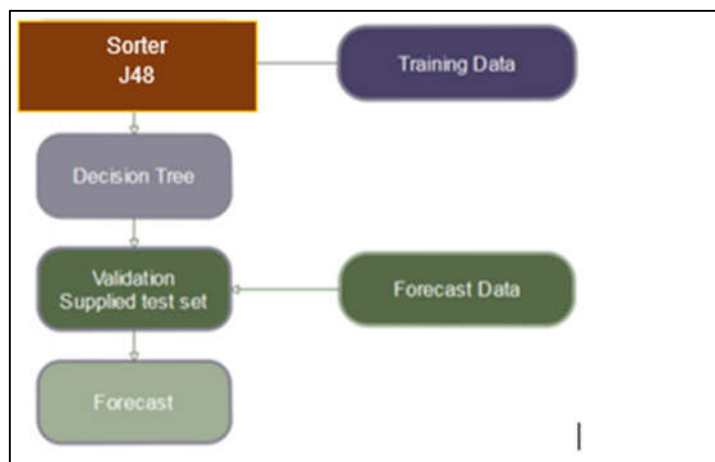 Sorter
J48
Training Data
Decision Tree
Validation
Supplied test set
Forecast Data
Forecast